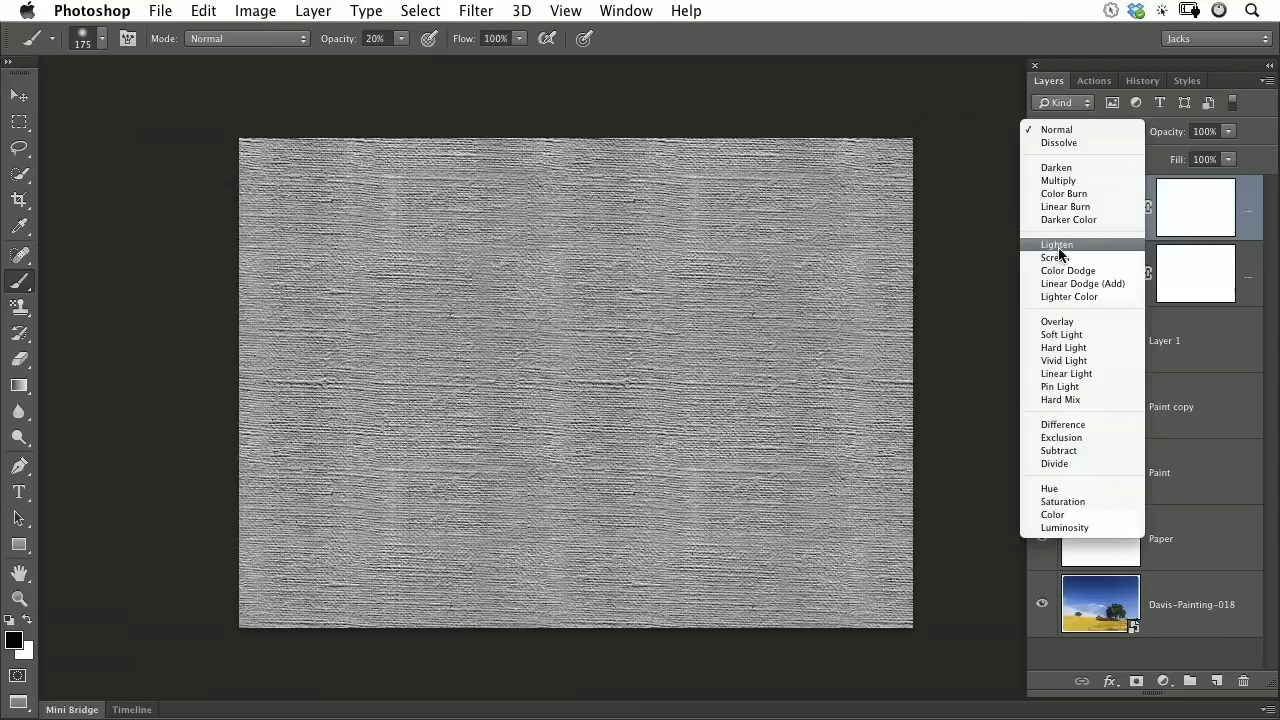 Photoshop File Edit Image Layer Type Select Filter 3D View Window Help
175 Mode: Normal Opacity: 20% Flow: 100% Jacks
Layers Actions History Styles
Kind
Normal Opacity: 100%
Dissolve
Fill: 100%
Darken
Multiply
Color Burn
Linear Burn
Darker Color
...
Lighten
Color Dodge
...
Linear Dodge (Add)
Lighter Color
Overlay
Soft Light
Layer 1
Hard Light
Vivid Light
Linear Light
Pin Light
Hard Mix
Paint copy
Difference
Exclusion
Subtract
Divide
Paint
Hue
Saturation
Color
Luminosity
Paper
Davis-Painting-018
fx
Mini Bridge Timeline